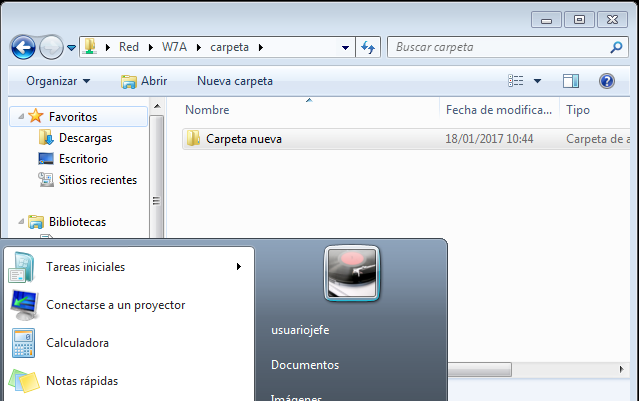 Red W7A carpeta
Buscar carpeta
Organizar Abrir Nueva carpeta
Favoritos
Descargas
Escritorio
Sitios recientes
Bibliotecas
Nombre Fecha de modifica... Tipo
Carpeta nueva 18/01/2017 10:44 Carpeta de a
Tareas iniciales
Conectarse a un proyector
Calculadora
Notas rápidas
usuariojefe
Documentos
Imágenes